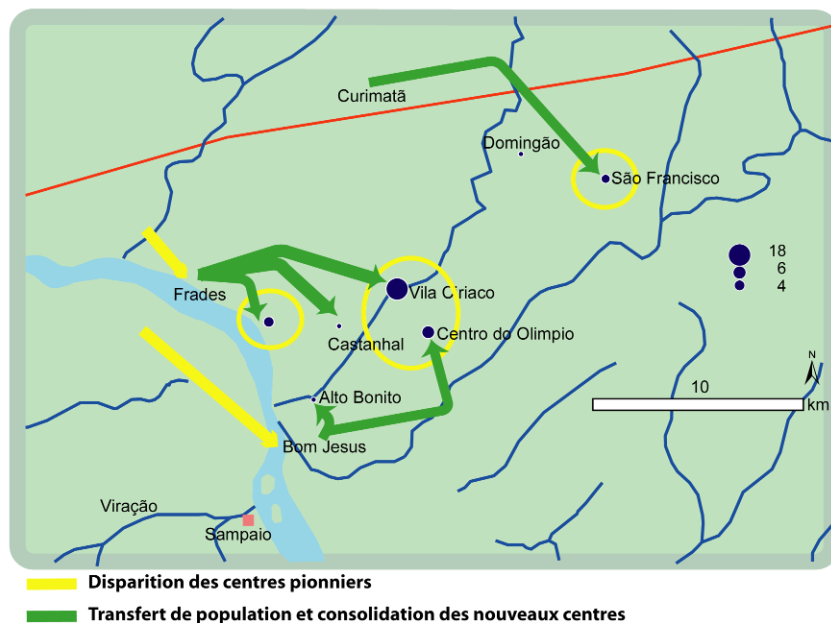 Curimatã
Domingão
São Francisco
18
6
4
Frades
Vila Ciriaco
Castanhal
Centro do Olimpio
N
10
km
Alto Bonito
Bom Jesus
Viração
Sampaio
Disparition des centres pionniers
Transfert de population et consolidation des nouveaux centres